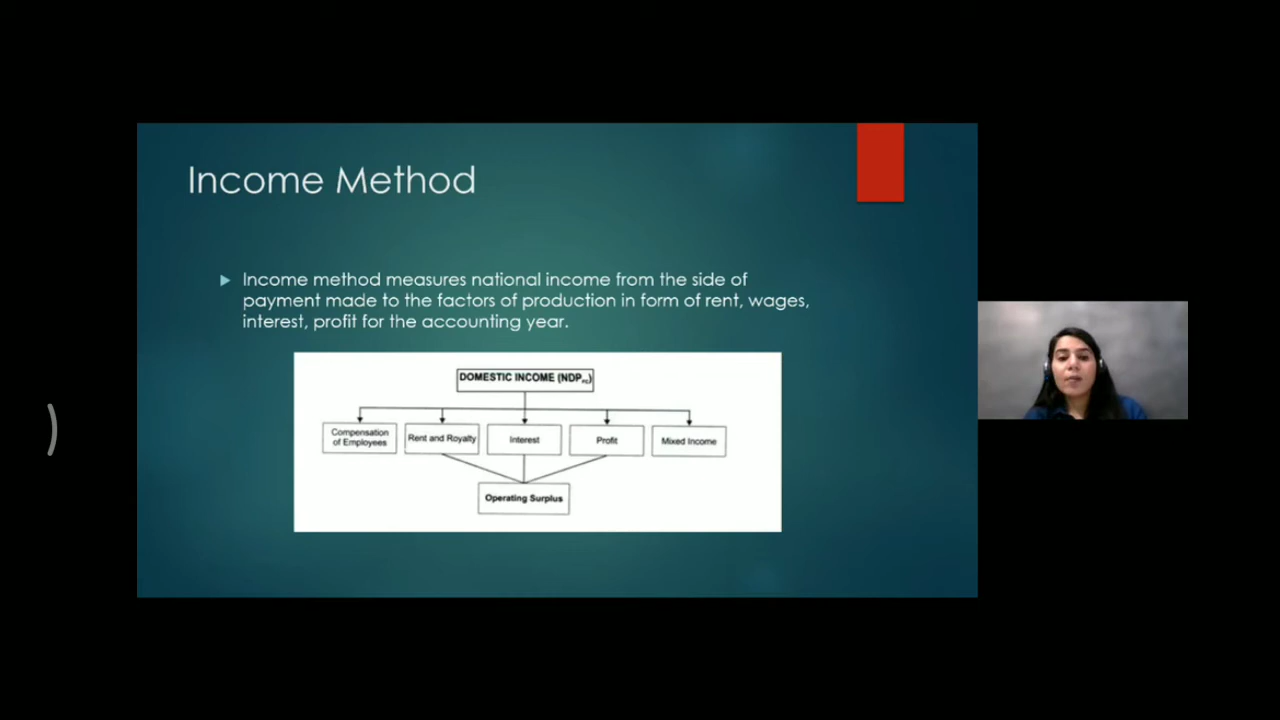 Income Method
Income method measures national income from the side of
payment made to the factors of production in form of rent, wages,
interest, profit for the accounting year.
DOMESTIC INCOME (NDPFC)
Compensation
of Employees
Rent and Royalty
Interest
Profit
Mixed Income
Operating Surplus